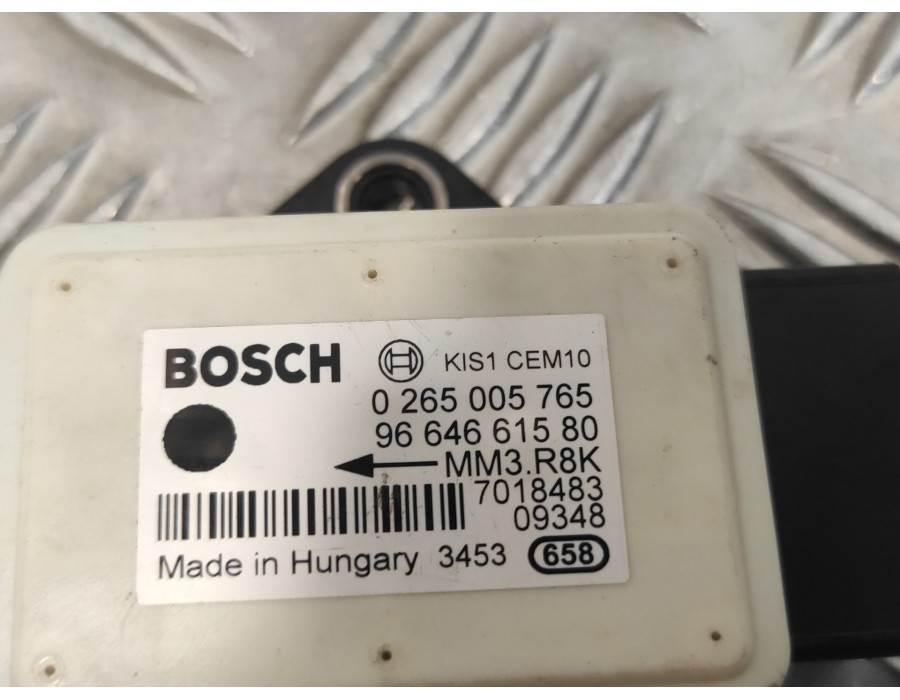 BOSCH KIS1 CEM10
0 265 005 765
96 646 615 80
MM3.R8K
7018483
09348
Made in Hungary 3453 658